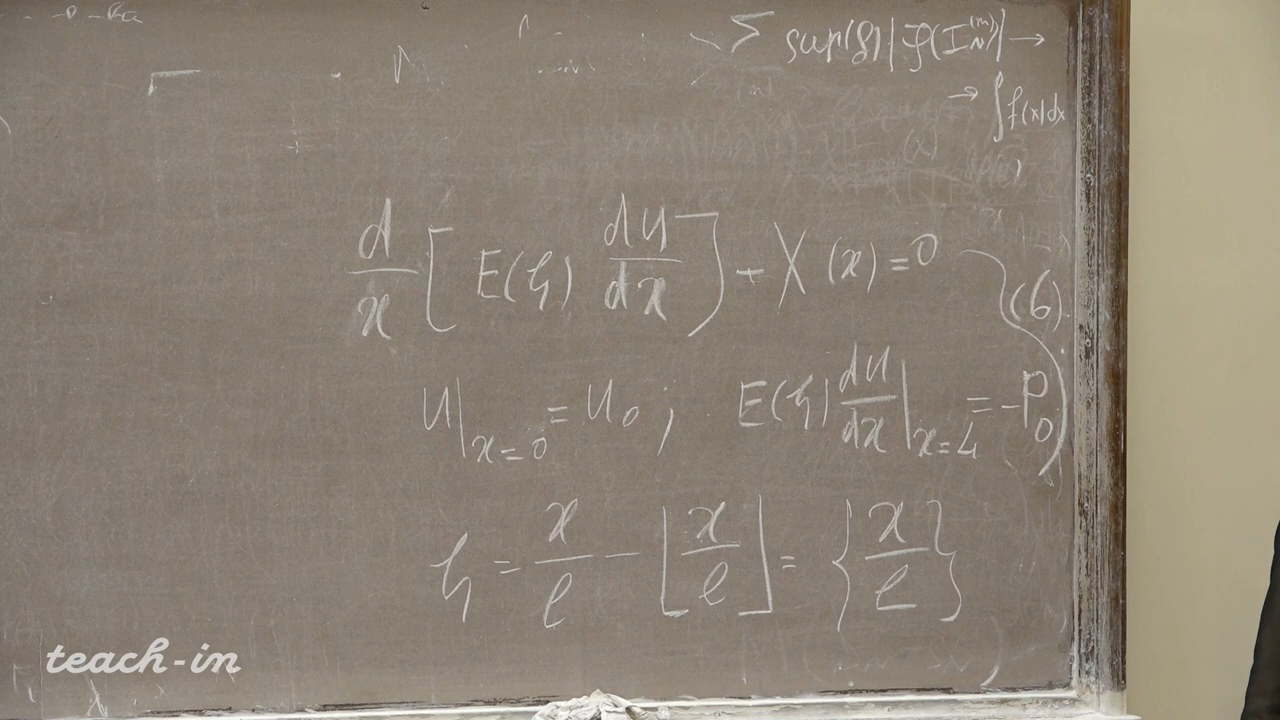 ∑ sup(f)|ℐ(I_N^(m))| →
→ ∫ f(x)dx
d/x [ E(ξ) du/dx ] + X(x) = 0
(6)
u|_{x=0} = u_0 ; E(ξ) du/dx |_{x=L} = -P_0
ξ = x/l - ⌊x/l⌋ = {x/l}
teach-in